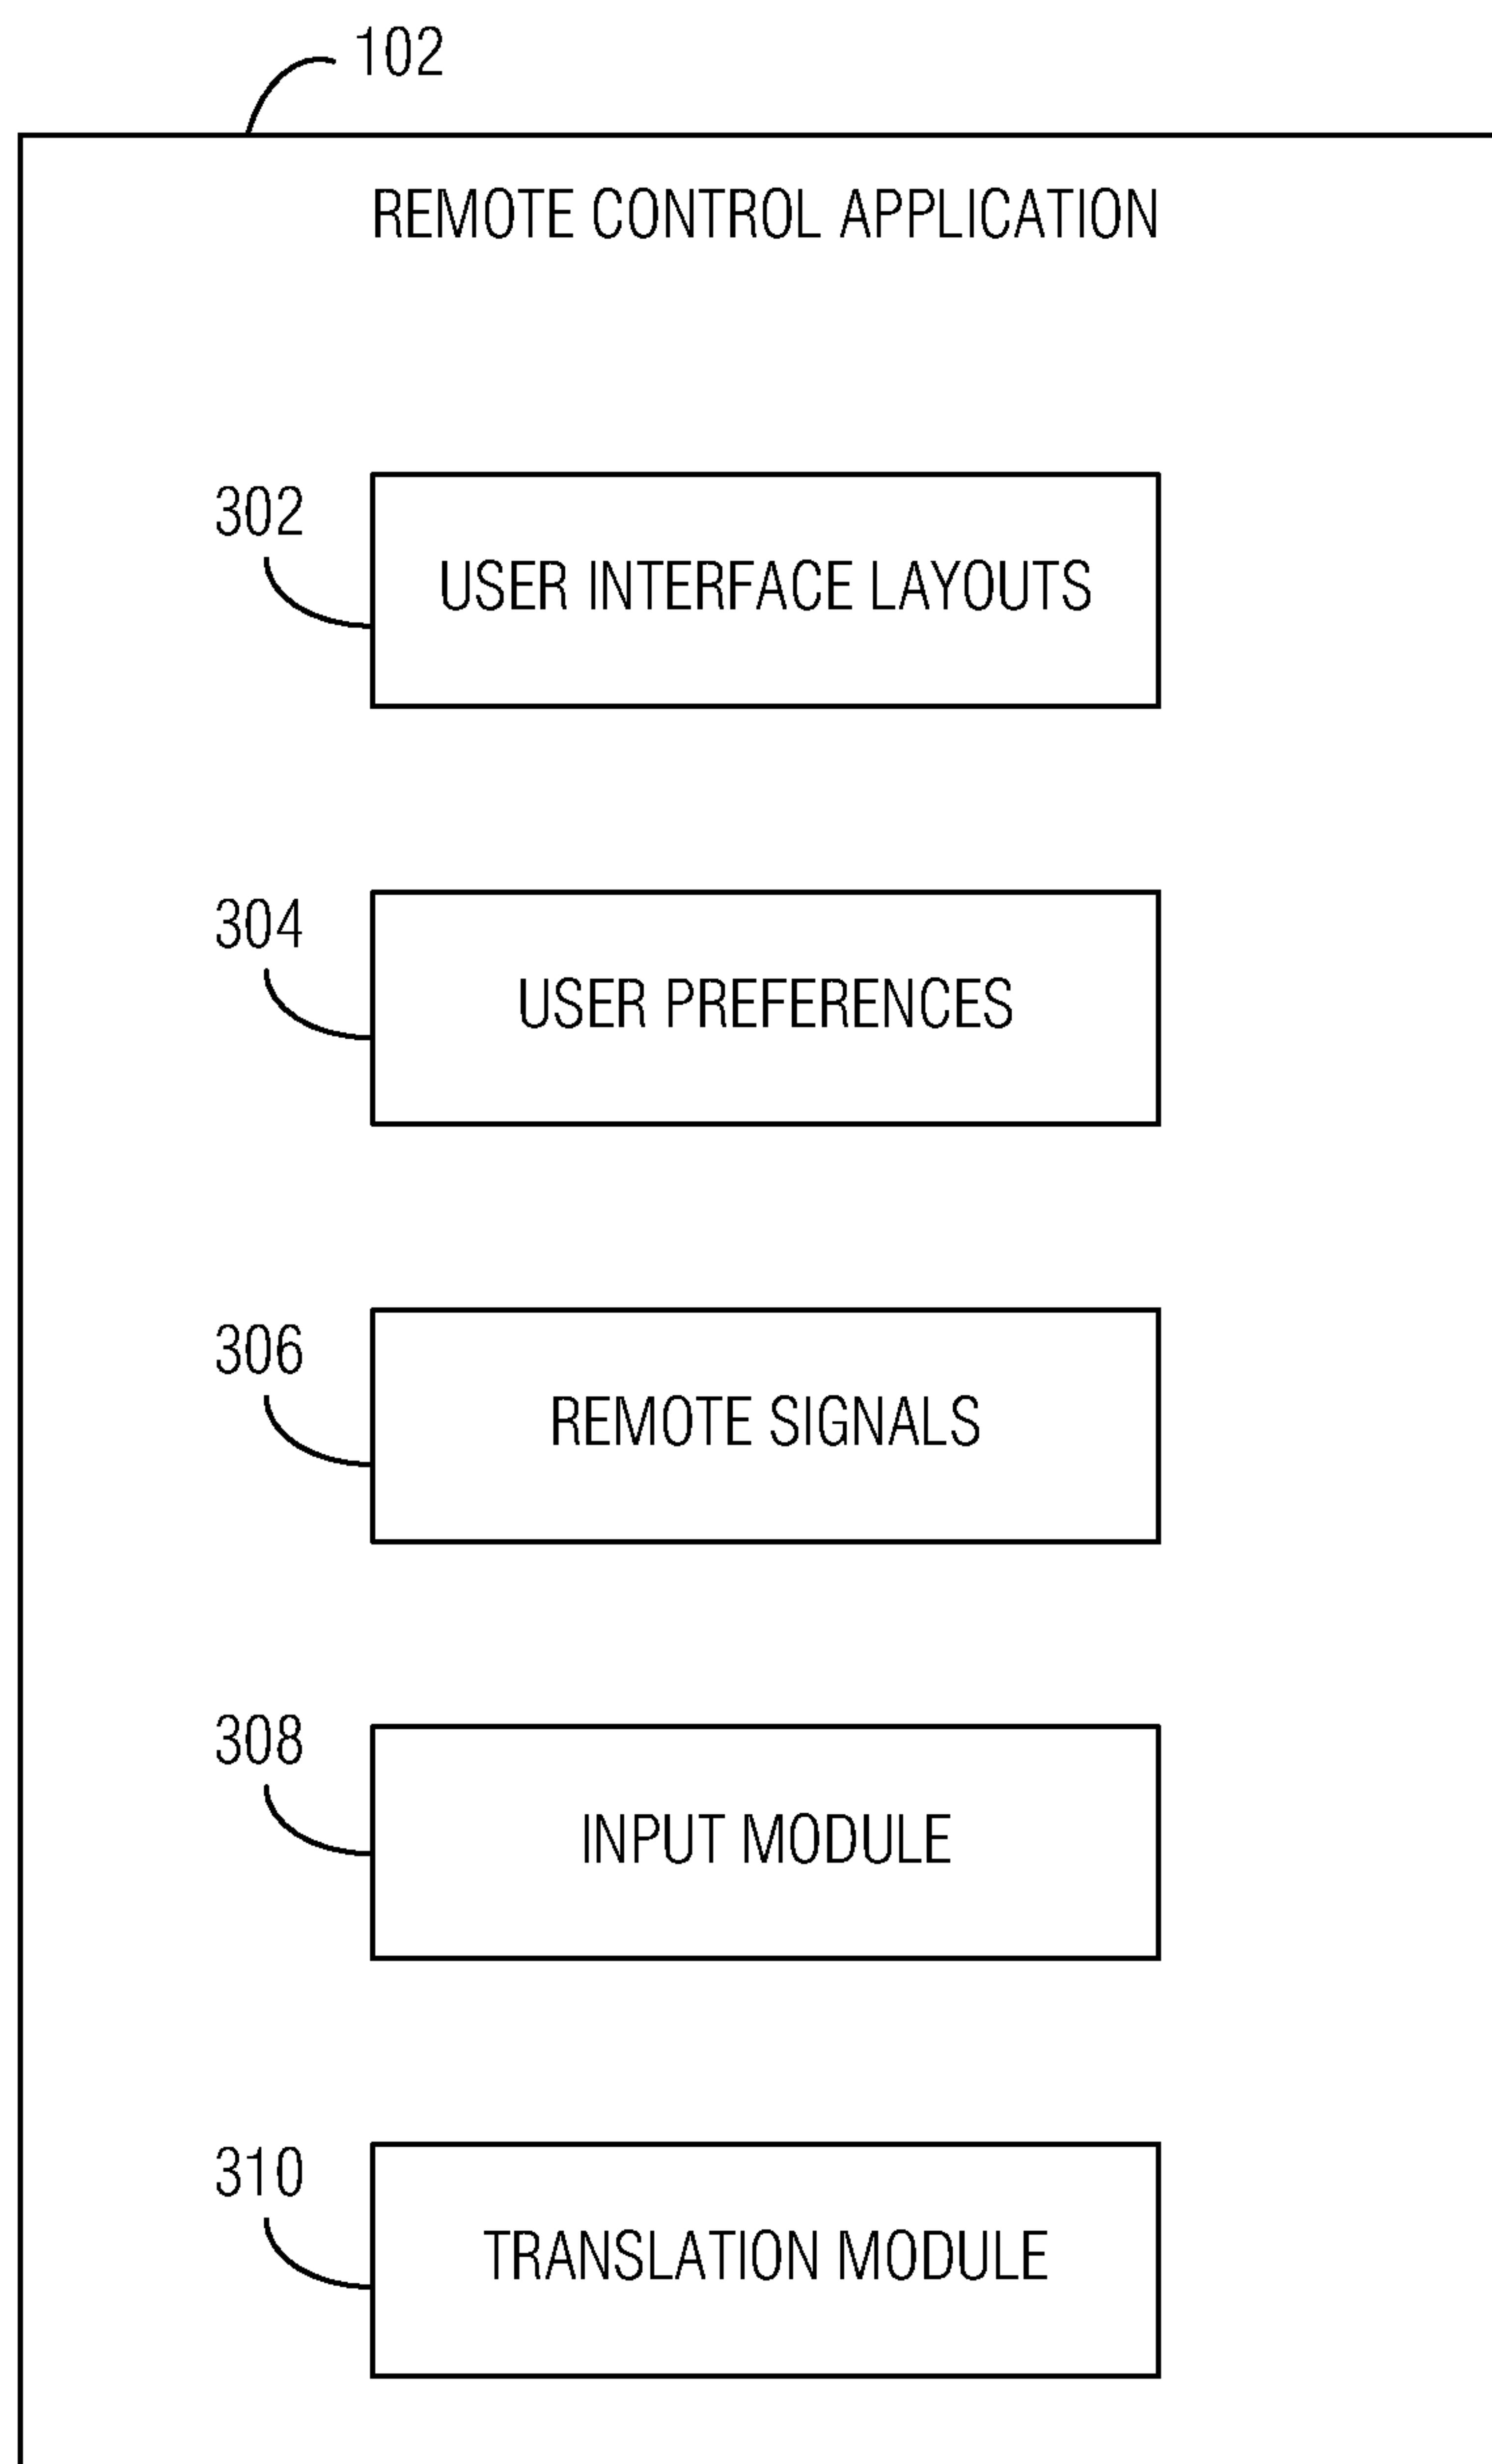 102
REMOTE CONTROL APPLICATION
302
USER INTERFACE LAYOUTS
304
USER PREFERENCES
306
REMOTE SIGNALS
308
INPUT MODULE
310
TRANSLATION MODULE